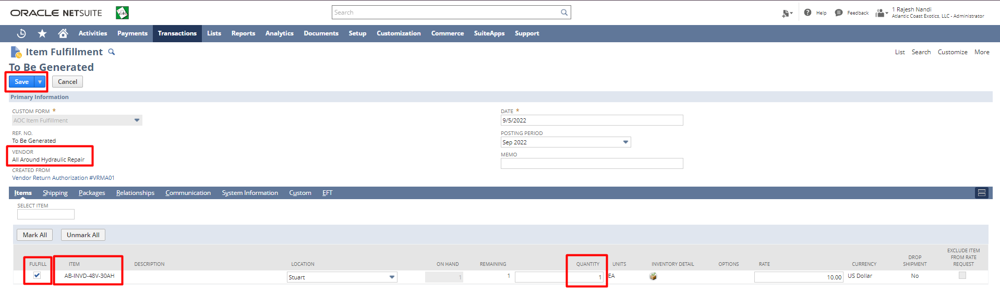 ORACLE NETSUITE
Search
Help
Feedback
1 Rajesh Nandi
Atlantic Coast Exotics, LLC - Administrator
Activities Payments Transactions Lists Reports Analytics Documents Setup Customization Commerce SuiteApps Support
Item Fulfillment
List Search Customize More
To Be Generated
Save Cancel
Primary Information
CUSTOM FORM *
AOC Item Fulfillment
REF. NO.
To Be Generated
VENDOR
All Around Hydraulic Repair
CREATED FROM
Vendor Return Authorization #VRMA01
DATE *
9/5/2022
POSTING PERIOD
Sep 2022
MEMO
Items Shipping Packages Relationships Communication System Information Custom EFT
SELECT ITEM
Mark All Unmark All
FULFILL ITEM DESCRIPTION LOCATION ON HAND REMAINING QUANTITY UNITS INVENTORY DETAIL OPTIONS RATE CURRENCY DROP SHIPMENT EXCLUDE ITEM FROM RATE REQUEST
AB-INVD-48V-30AH Stuart 1 1 1 EA 10.00 US Dollar No